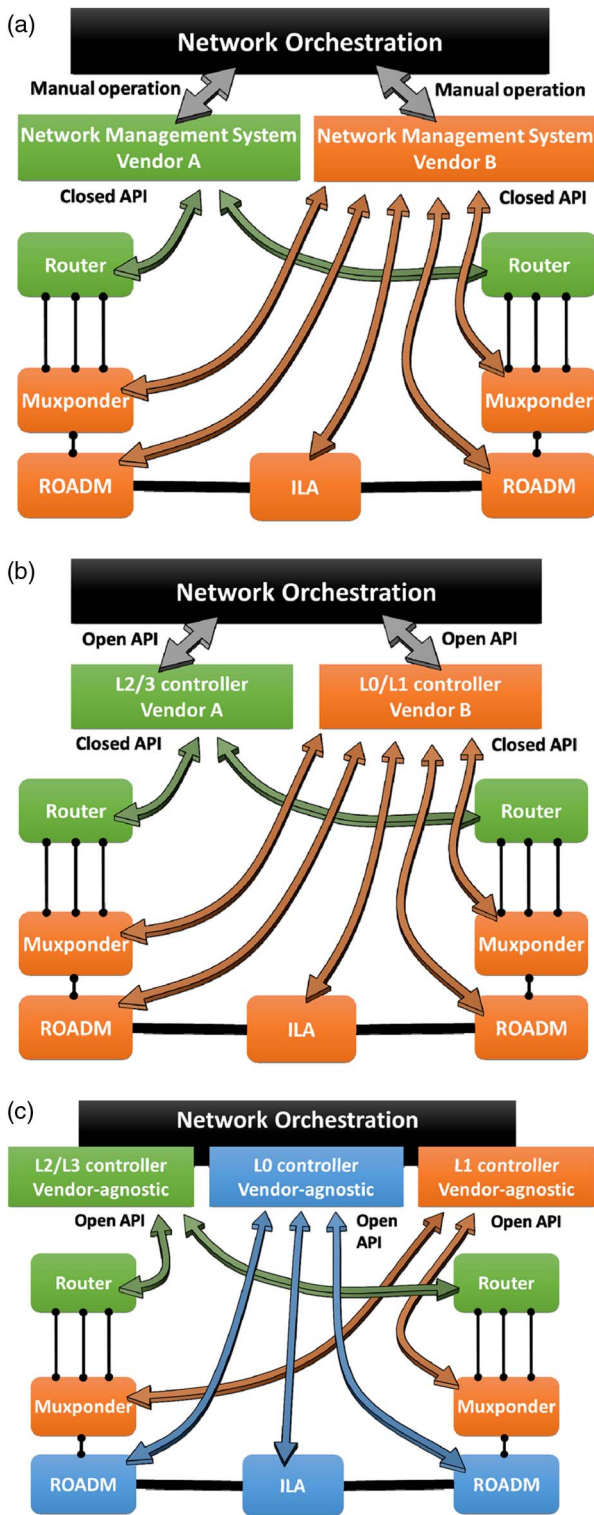 (a)
Network Orchestration
Manual operation
Manual operation
Network Management System
Vendor A
Network Management System
Vendor B
Closed API
Closed API
Router
Router
Muxponder
Muxponder
ROADM
ILA
ROADM
(b)
Network Orchestration
Open API
Open API
L2/3 controller
Vendor A
L0/L1 controller
Vendor B
Closed API
Closed API
Router
Router
Muxponder
Muxponder
ROADM
ILA
ROADM
(c)
Network Orchestration
L2/L3 controller
Vendor-agnostic
L0 controller
Vendor-agnostic
L1 controller
Vendor-agnostic
Open API
Open
API
Open API
Router
Router
Muxponder
Muxponder
ROADM
ILA
ROADM